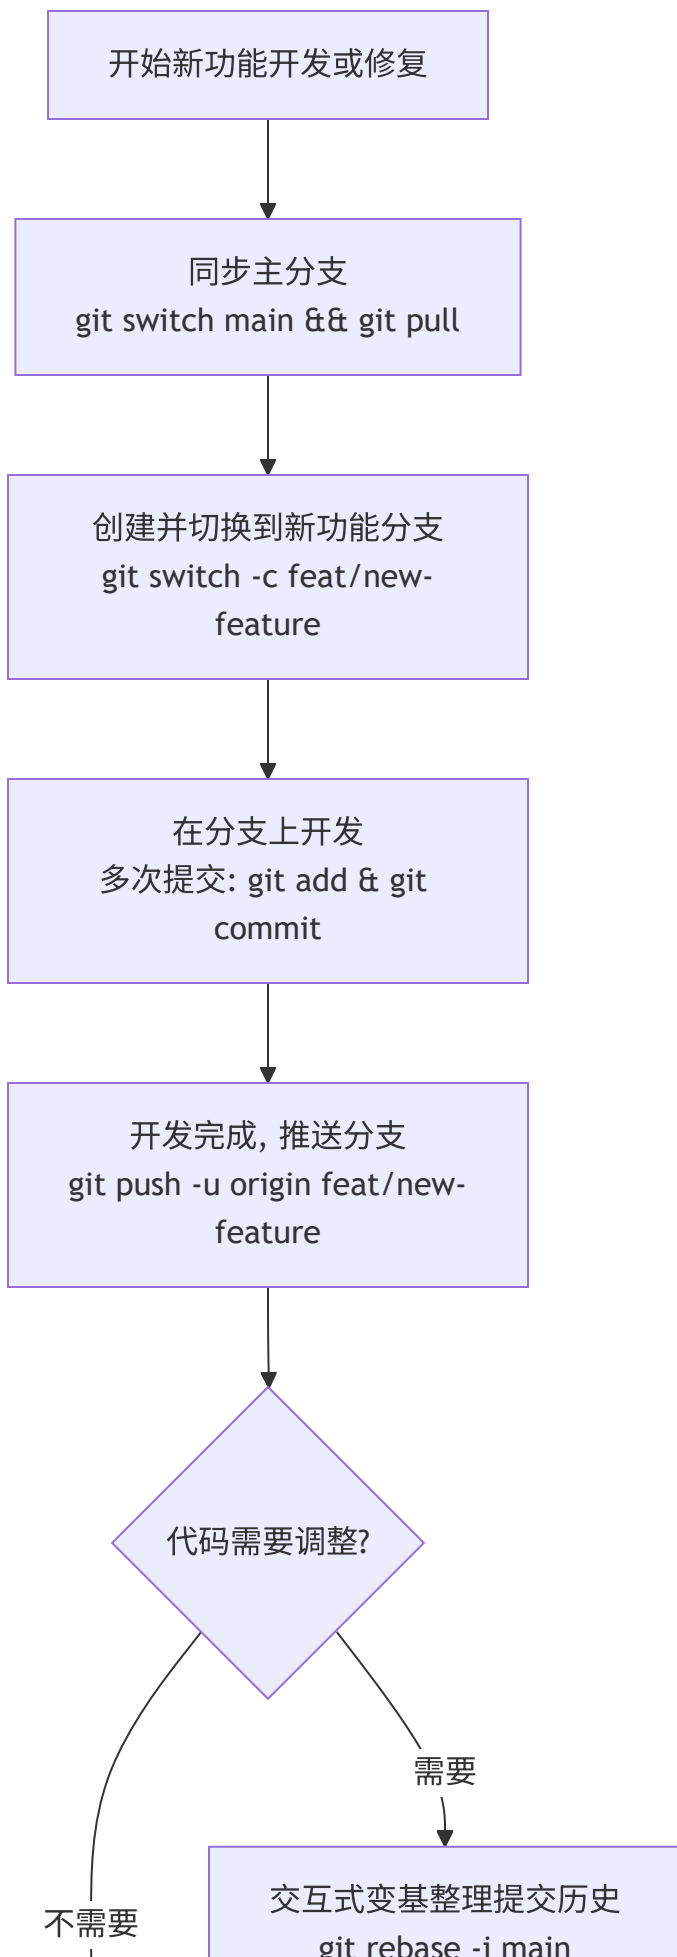 开始新功能开发或修复
同步主分支
git switch main && git pull
创建并切换到新功能分支
git switch -c feat/new-
feature
在分支上开发
多次提交: git add & git
commit
开发完成, 推送分支
git push -u origin feat/new-
feature
代码需要调整?
需要
交互式变基整理提交历史
不需要
git rebase -i main